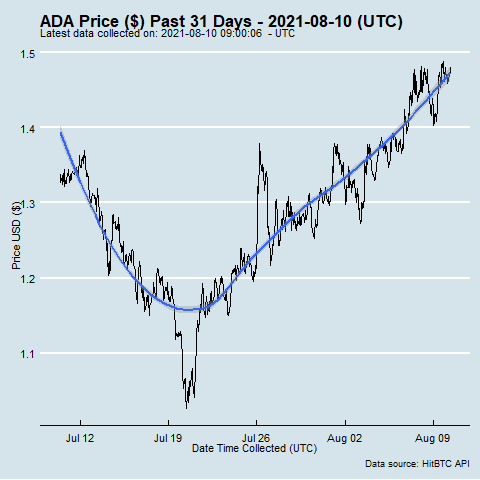 ADA Price ($) Past 31 Days - 2021-08-10 (UTC)
Latest data collected on: 2021-08-10 09:00:06 - UTC
1.5
1.4
1.3
1.2
1.1
Price USD ($)
Jul 12 Jul 19 Jul 26 Aug 02 Aug 09
Date Time Collected (UTC)
Data source: HitBTC API